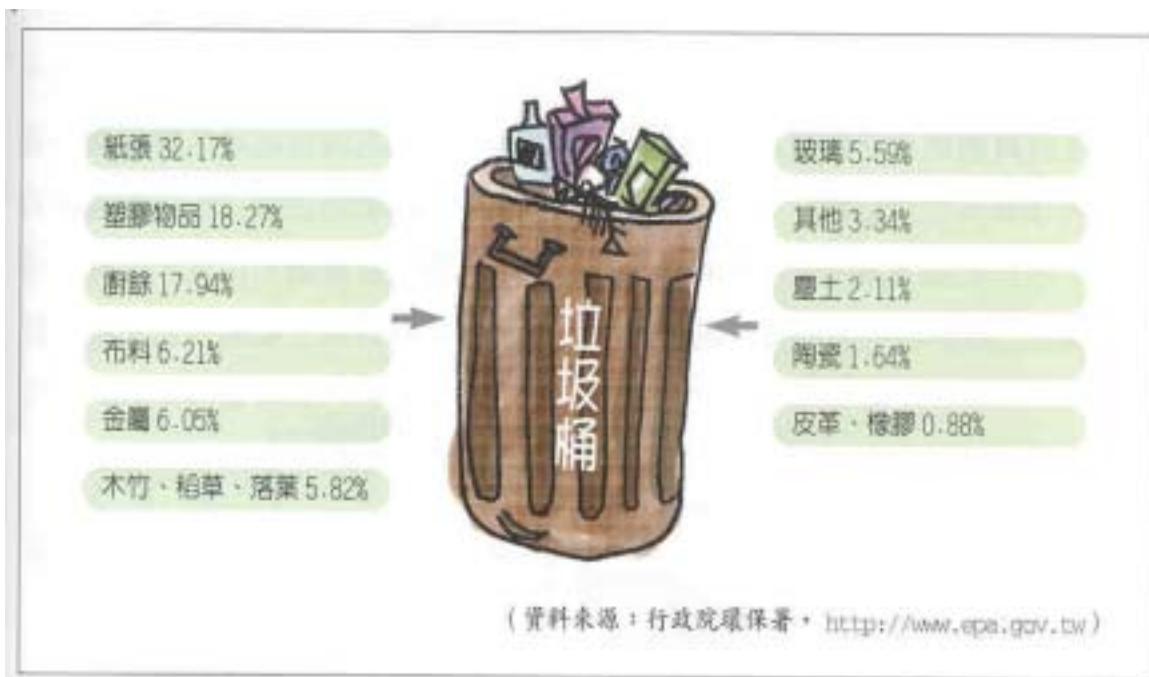 紙張 32.17%
塑膠物品 18.27%
廚餘 17.94%
布料 6.21%
金屬 6.05%
木竹、稻草、落葉 5.82%
垃圾桶
玻璃 5.59%
其他 3.34%
塵土 2.11%
陶瓷 1.64%
皮革、橡膠 0.88%
(資料來源：行政院環保署，http://www.epa.gov.tw)